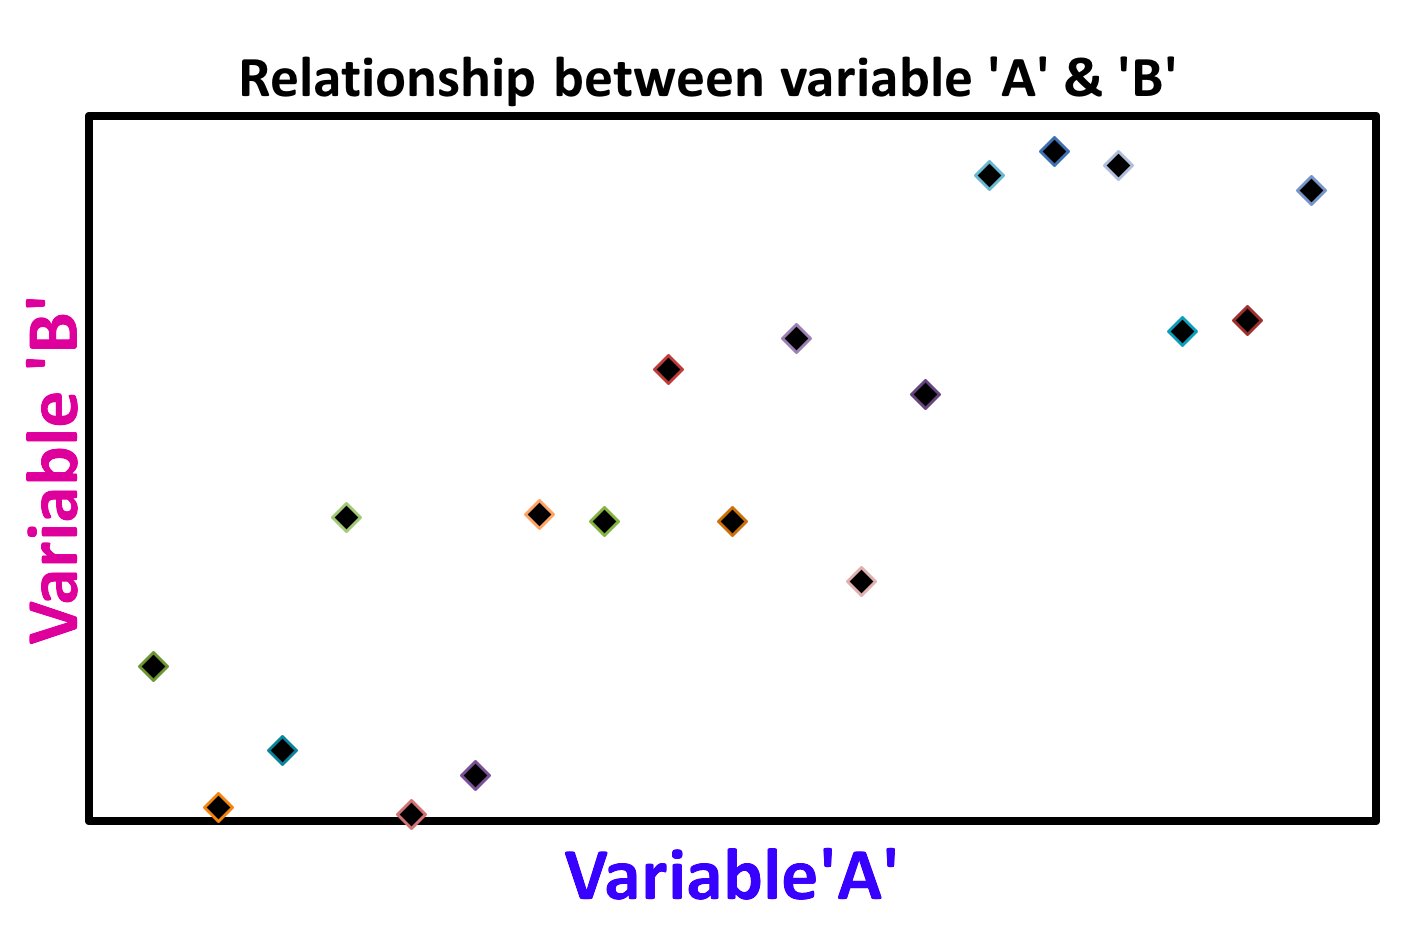 Relationship between variable 'A' & 'B'
Variable 'B'
Variable'A'